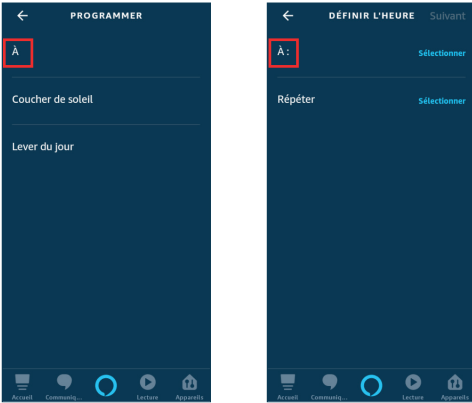 PROGRAMMER
À
Coucher de soleil
Lever du jour
Accueil Communiq... Lecture Appareils
DÉFINIR L'HEURE Suivant
À : Sélectionner
Répéter Sélectionner
Accueil Communiq... Lecture Appareils